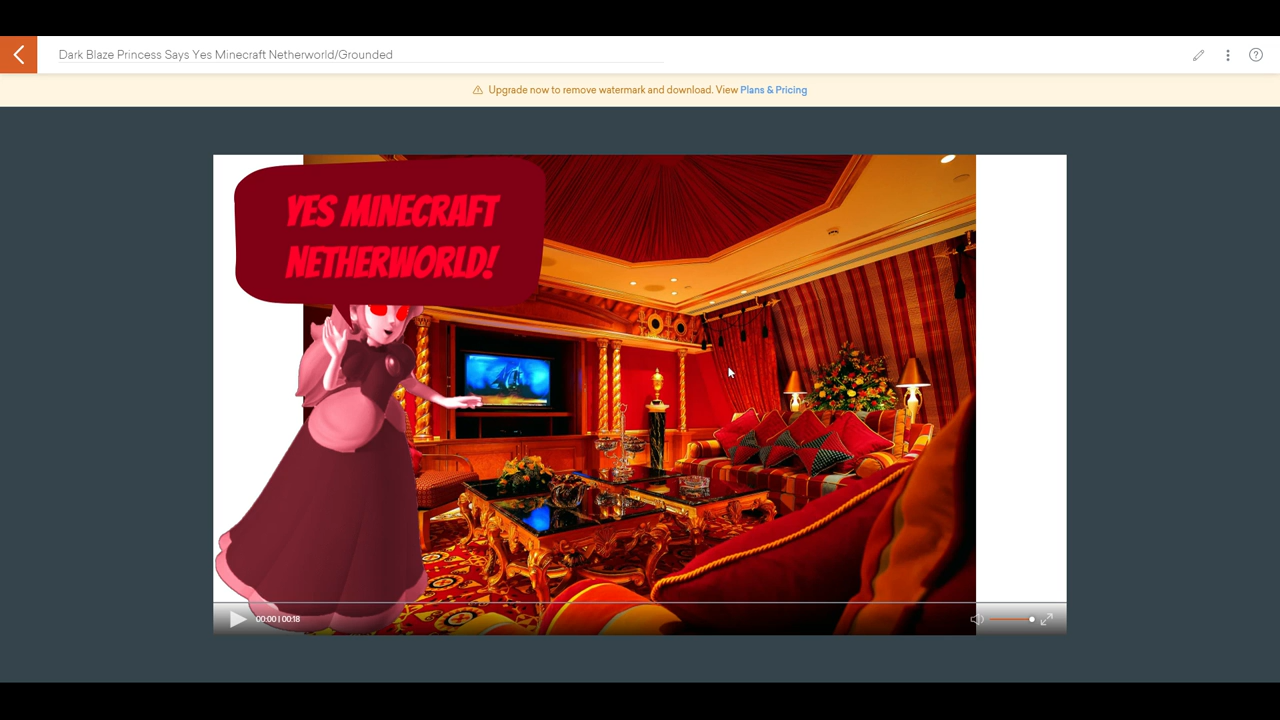 Dark Blaze Princess Says Yes Minecraft Netherworld/Grounded
Upgrade now to remove watermark and download. View Plans & Pricing
YES MINECRAFT
NETHERWORLD!
00:00 | 00:18